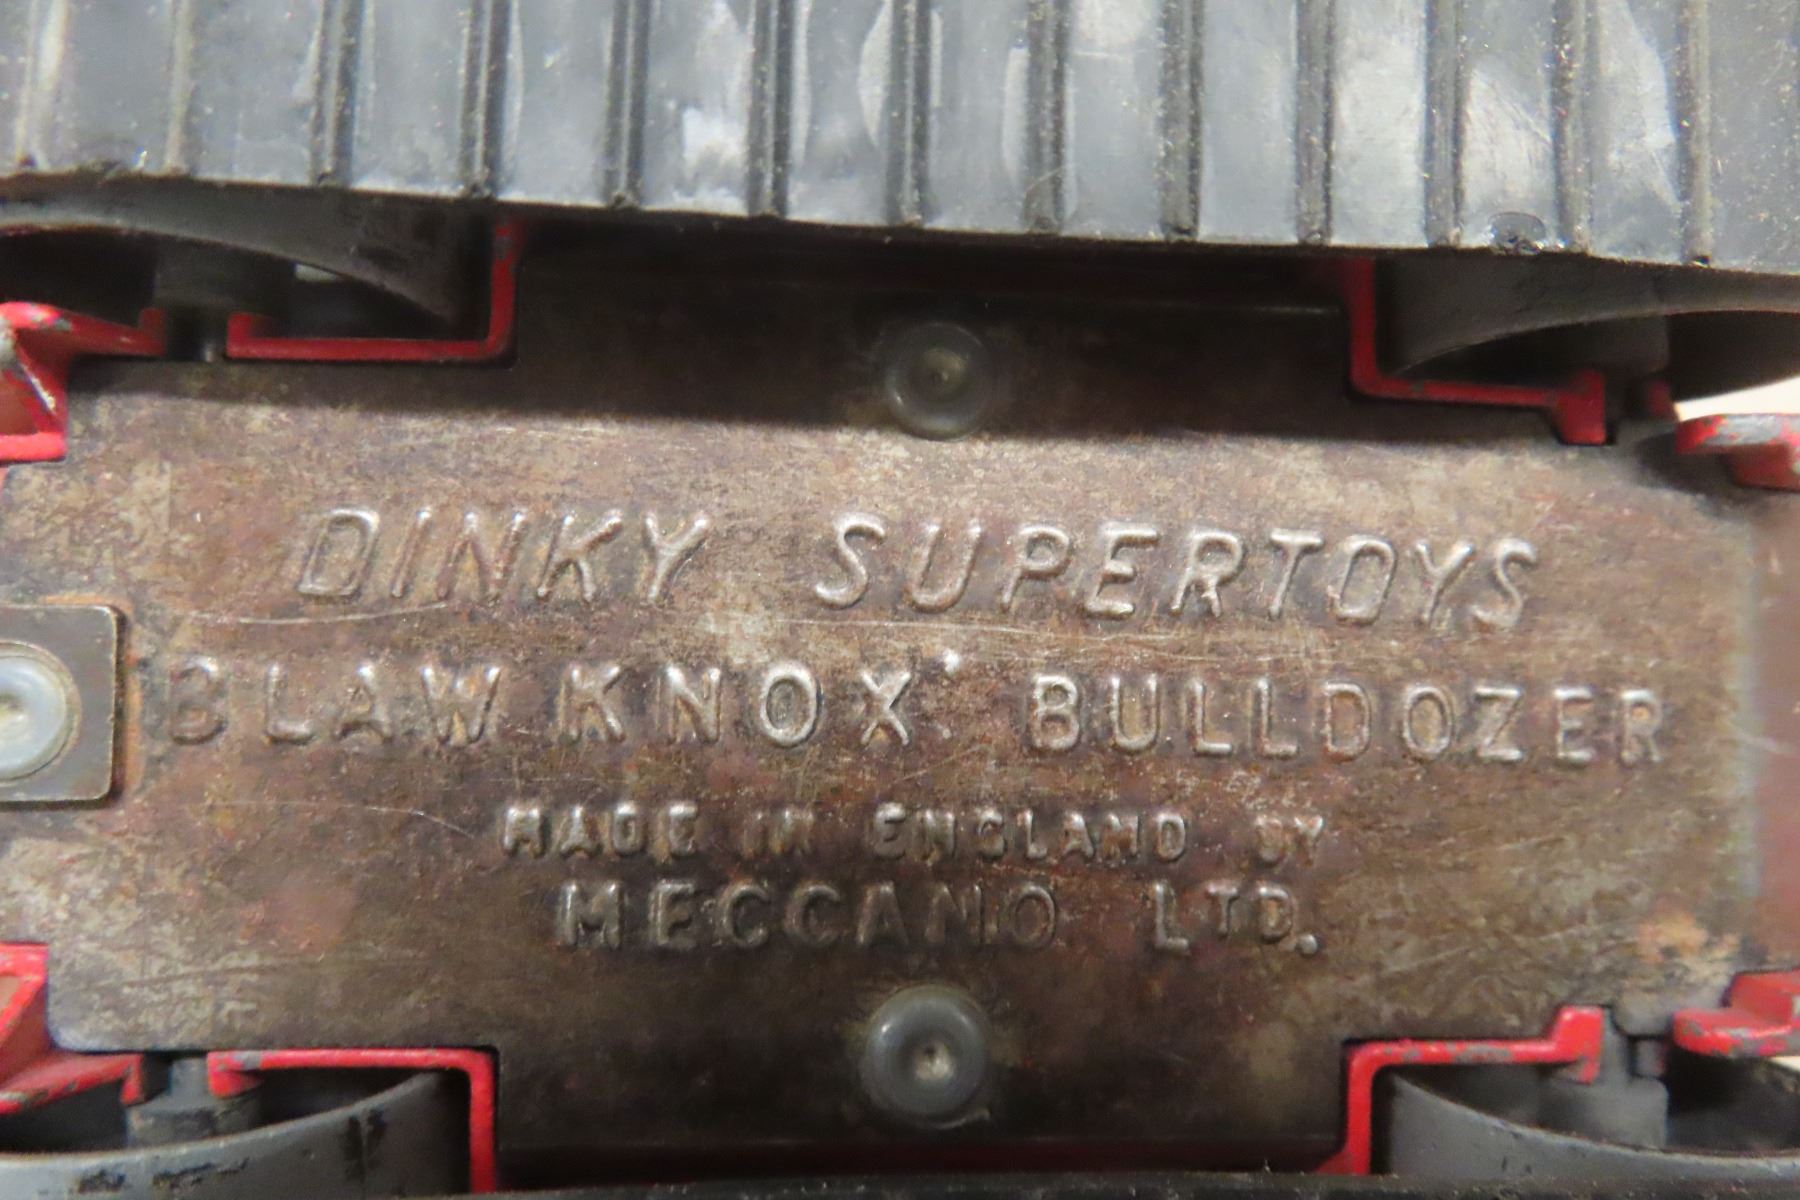 DINKY SUPERTOYS
BLAW KNOX' BULLDOZER
MADE IN ENGLAND BY
MECCANO LTD.